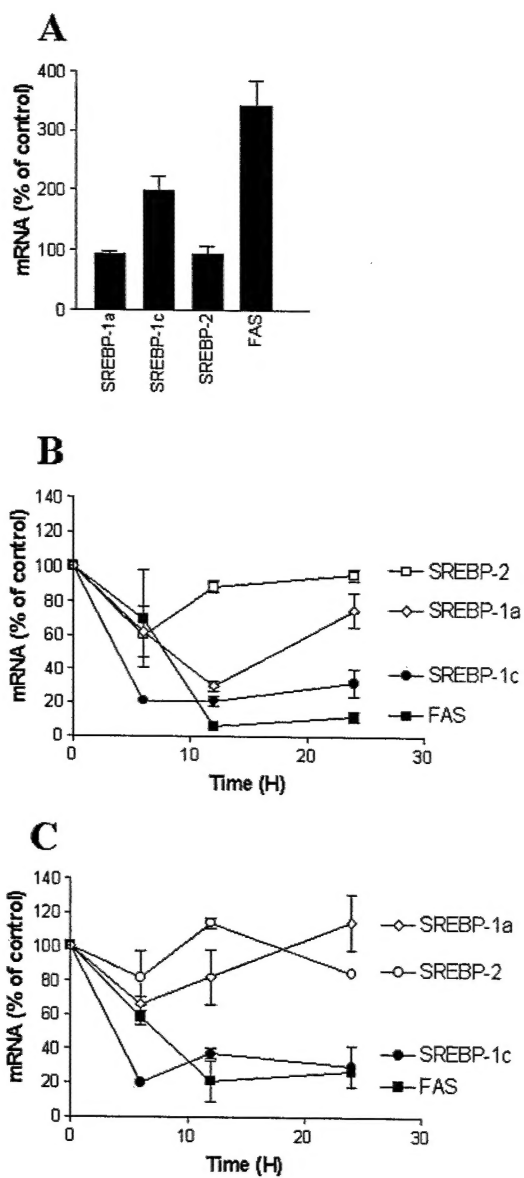 A
400
300
200
100
0
mRNA (% of control)
SREBP-1a
SREBP-1c
SREBP-2
FAS
B
140
120
100
80
60
40
20
0
mRNA (% of control)
0
10
20
30
Time (H)
SREBP-2
SREBP-1a
SREBP-1c
FAS
C
140
120
100
80
60
40
20
0
mRNA (% of control)
0
10
20
30
Time (H)
SREBP-1a
SREBP-2
SREBP-1c
FAS